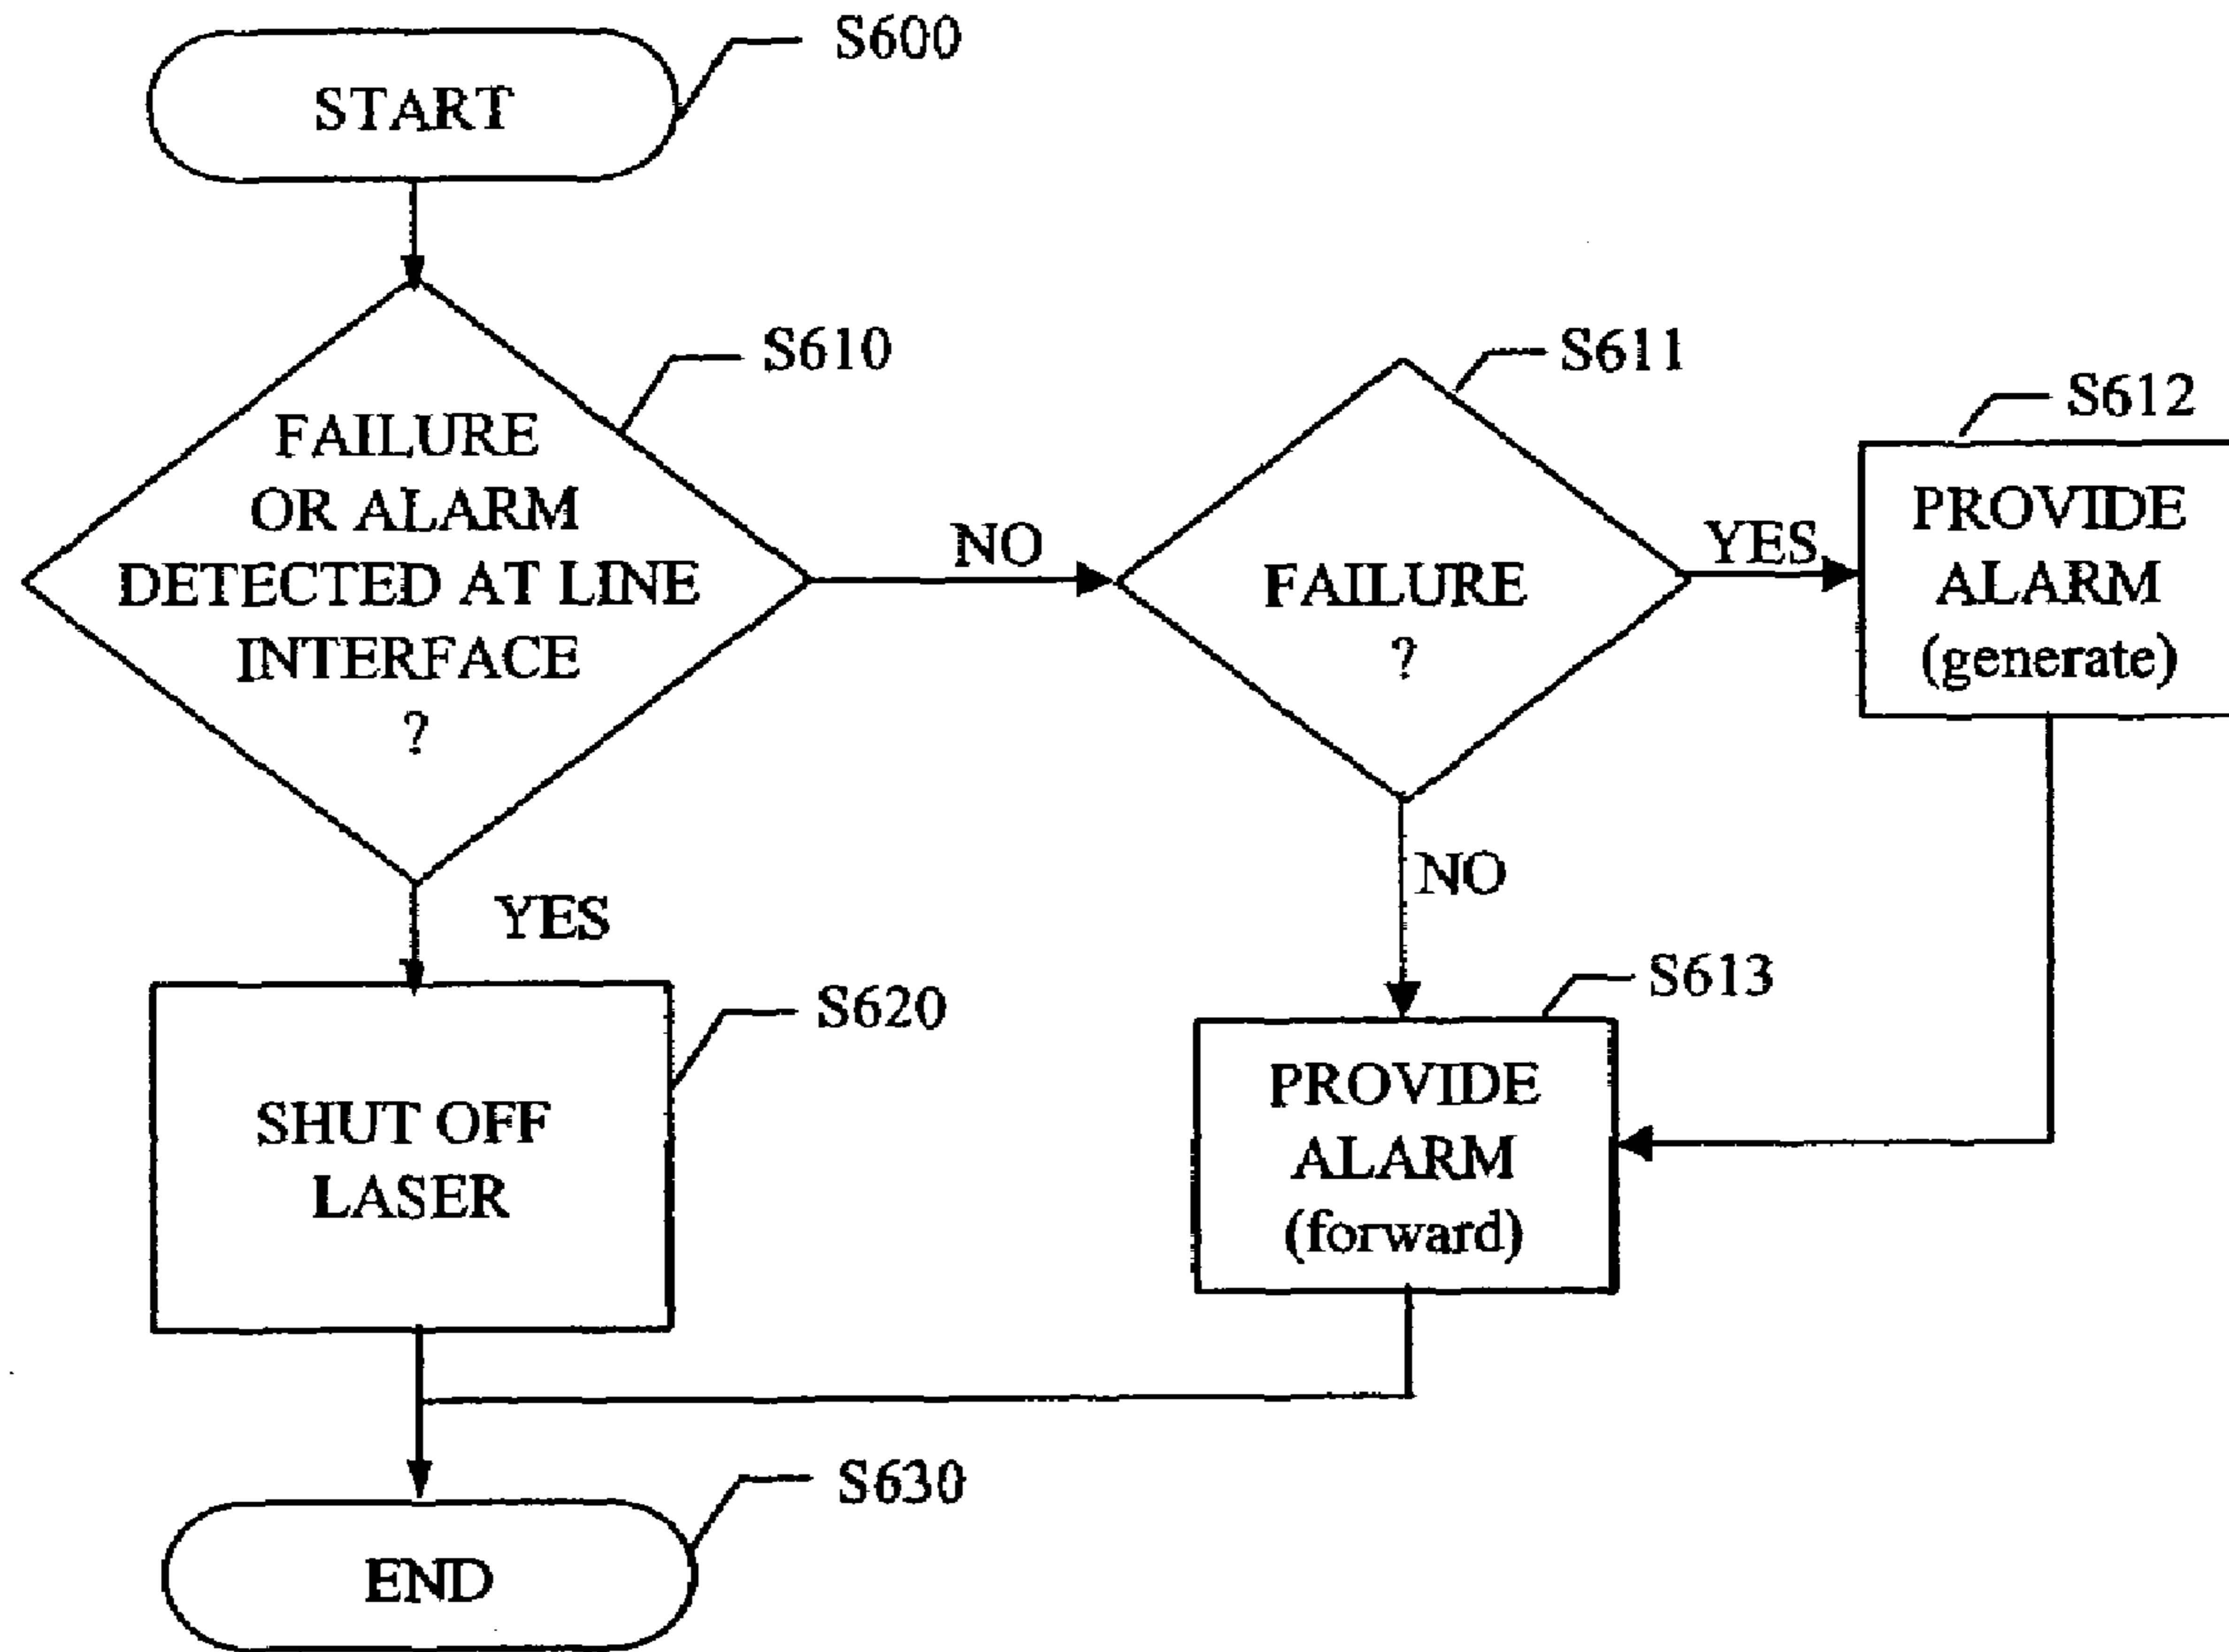 START
S600
FAILURE
OR ALARM
DETECTED AT LINE
INTERFACE
?
S610
NO
YES
FAILURE
?
S611
YES
NO
PROVIDE
ALARM
(generate)
S612
PROVIDE
ALARM
(forward)
S613
SHUT OFF
LASER
S620
END
S630